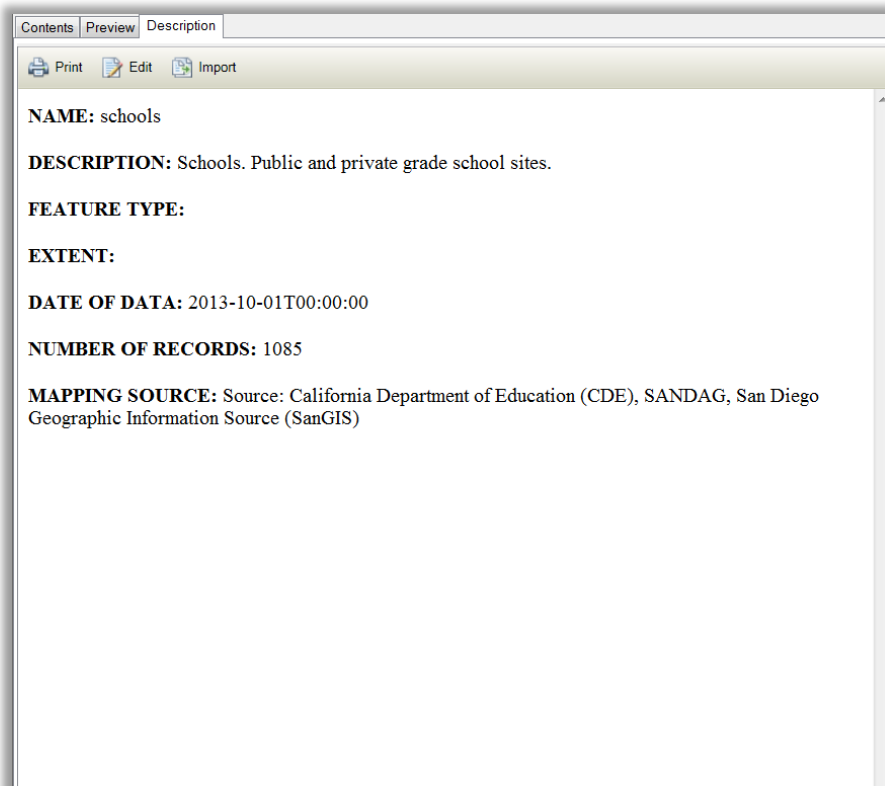 Contents Preview Description
Print Edit Import
NAME: schools
DESCRIPTION: Schools. Public and private grade school sites.
FEATURE TYPE:
EXTENT:
DATE OF DATA: 2013-10-01T00:00:00
NUMBER OF RECORDS: 1085
MAPPING SOURCE: Source: California Department of Education (CDE), SANDAG, San Diego
Geographic Information Source (SanGIS)